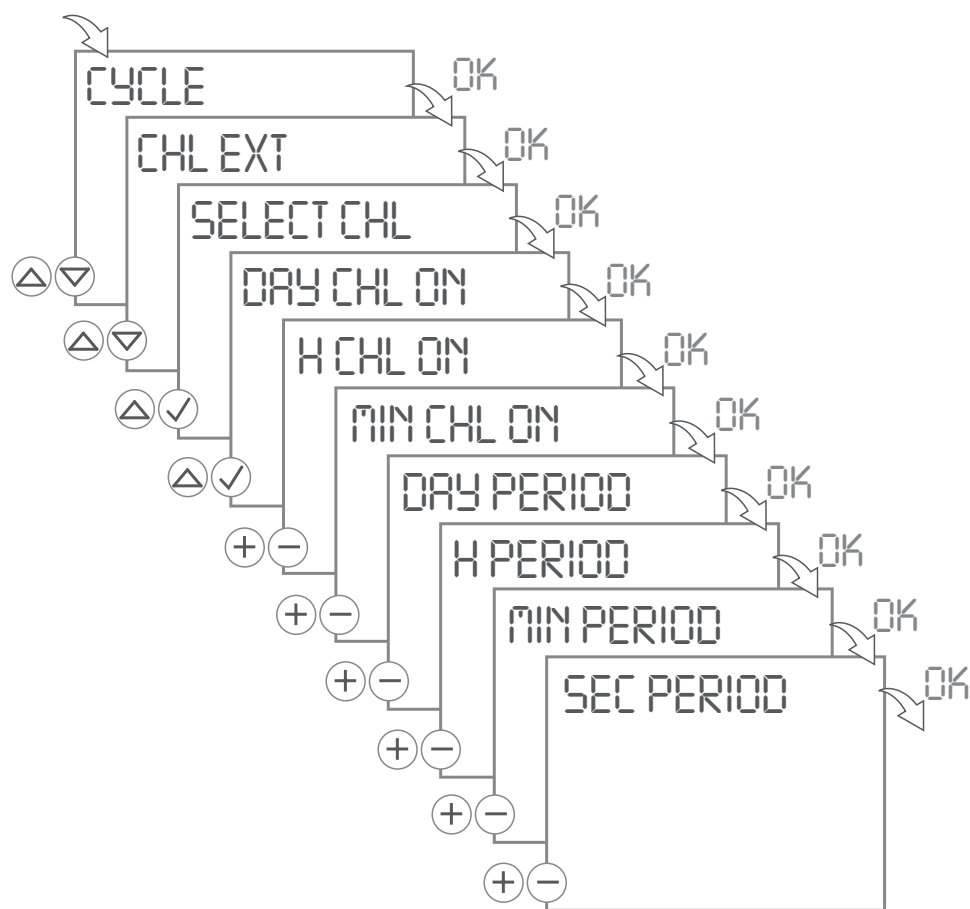 CYCLE
OK
CHL EXT
OK
SELECT CHL
OK
DAY CHL ON
OK
H CHL ON
OK
MIN CHL ON
OK
DAY PERIOD
OK
H PERIOD
OK
MIN PERIOD
OK
SEC PERIOD
OK